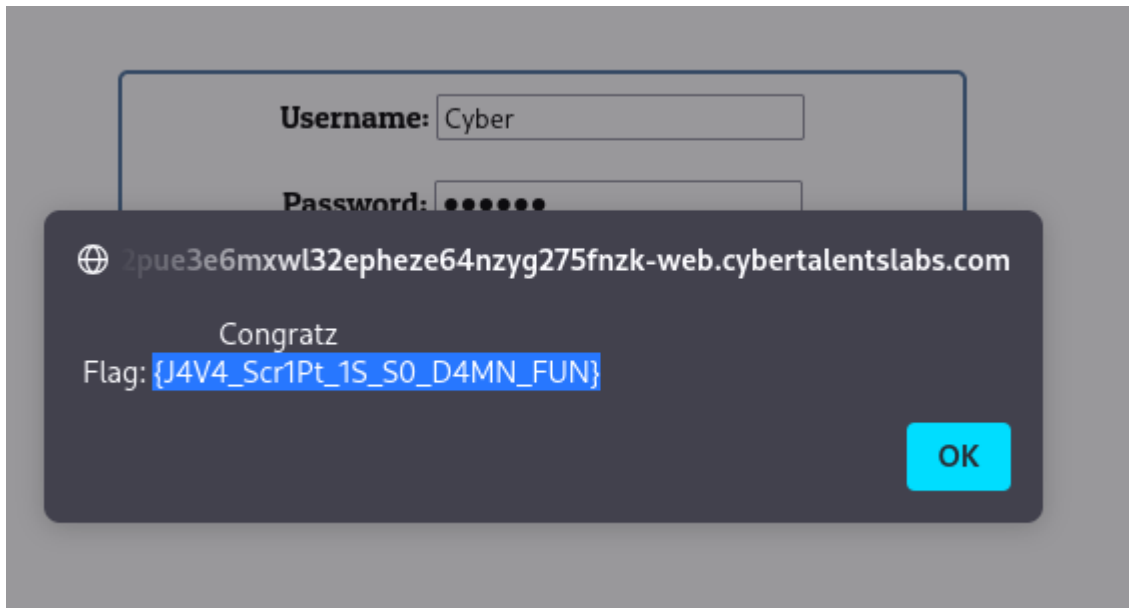 Username: Cyber
Password: ••••••
2pue3e6mxwl32epheze64nzyg275fnzk-web.cybertalentslabs.com
Congratz
Flag: {J4V4_Scr1Pt_1S_S0_D4MN_FUN}
OK